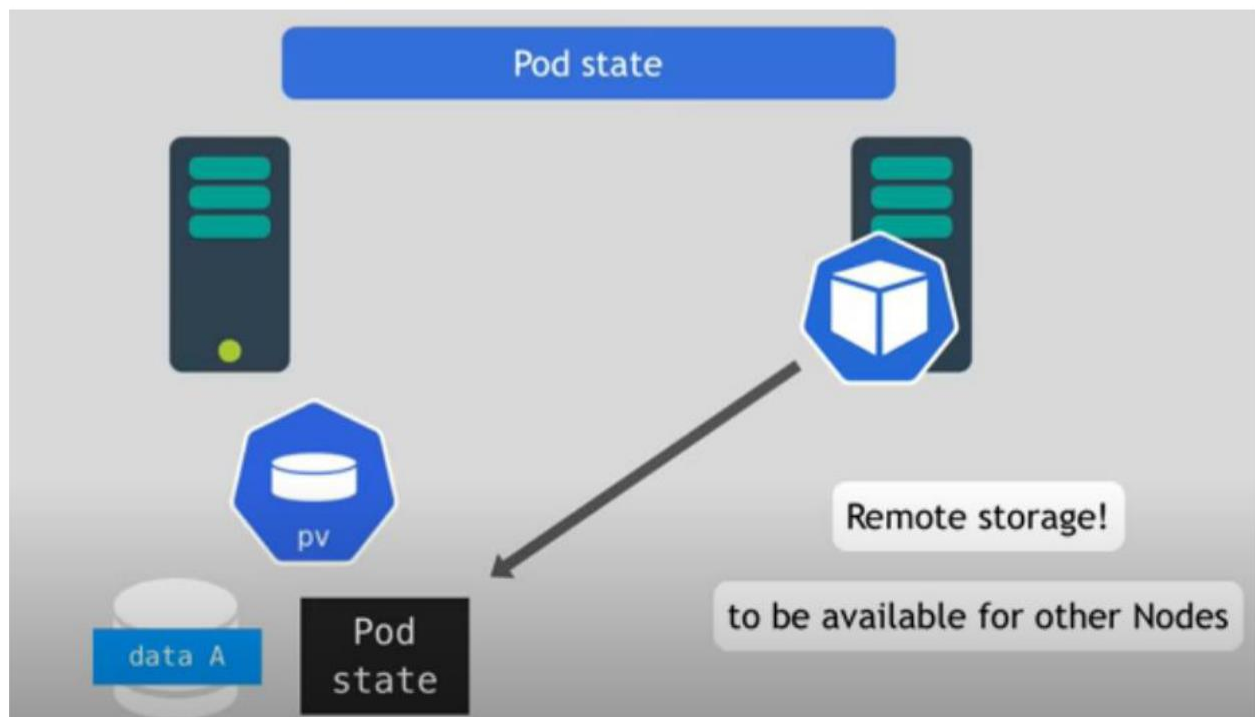 Pod state
pv
Remote storage!
to be available for other Nodes
data A
Pod
state